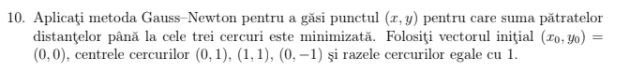 10. Aplicaţi metoda Gauss–Newton pentru a găsi punctul (x, y) pentru care suma pătratelor
distanţelor până la cele trei cercuri este minimizată. Folosiţi vectorul iniţial (x₀, y₀) =
(0, 0), centrele cercurilor (0, 1), (1, 1), (0, −1) şi razele cercurilor egale cu 1.